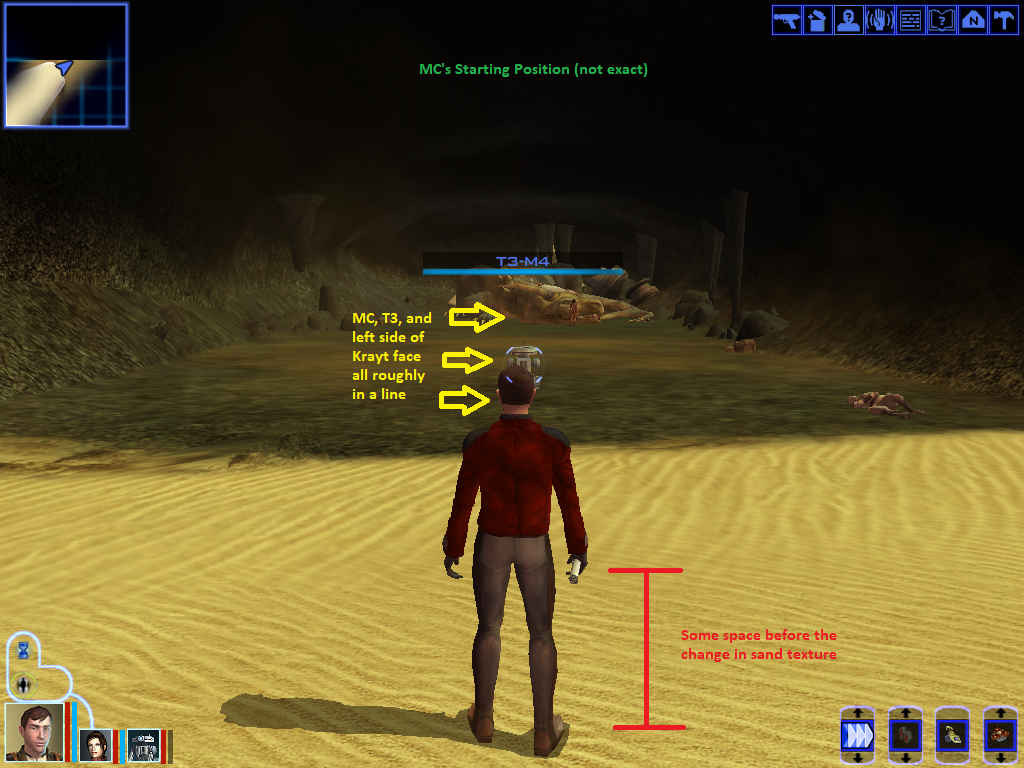 MC's Starting Position (not exact)
T3-M4
MC, T3, and
left side of
Krayt face
all roughly
in a line
Some space before the
change in sand texture